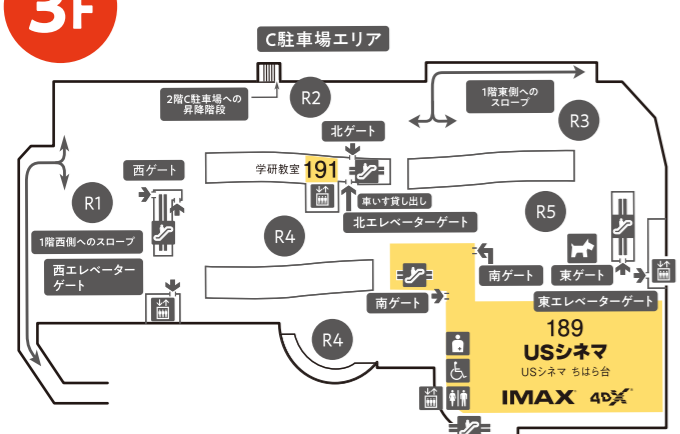 3F
C駐車場エリア
2階C駐車場への
昇降階段
R2
1階東側への
スロープ
R3
北ゲート
西ゲート
学研教室 191
車いす貸し出し
北エレベーターゲート
R1
R4
R5
1階西側へのスロープ
西エレベーター
ゲート
南ゲート
東ゲート
南ゲート
東エレベーターゲート
R4
189
USシネマ
USシネマ ちはら台
IMAX 4DX